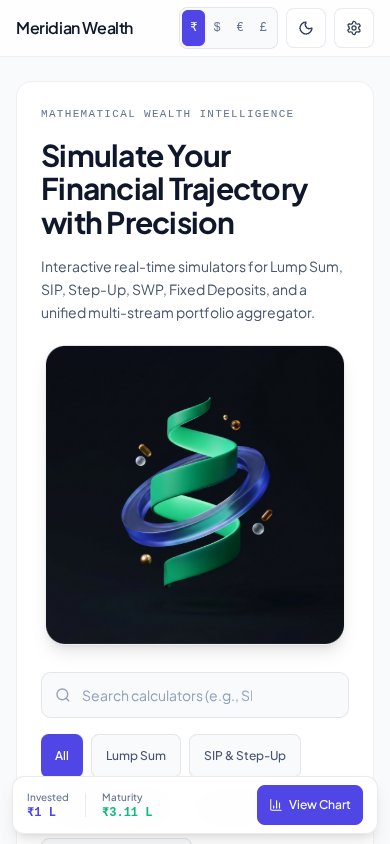 Meridian Wealth
₹ $ € £
MATHEMATICAL WEALTH INTELLIGENCE
Simulate Your
Financial Trajectory
with Precision
Interactive real-time simulators for Lump Sum,
SIP, Step-Up, SWP, Fixed Deposits, and a
unified multi-stream portfolio aggregator.
Search calculators (e.g., SI
All
Lump Sum
SIP & Step-Up
Invested
₹1 L
Maturity
₹3.11 L
View Chart